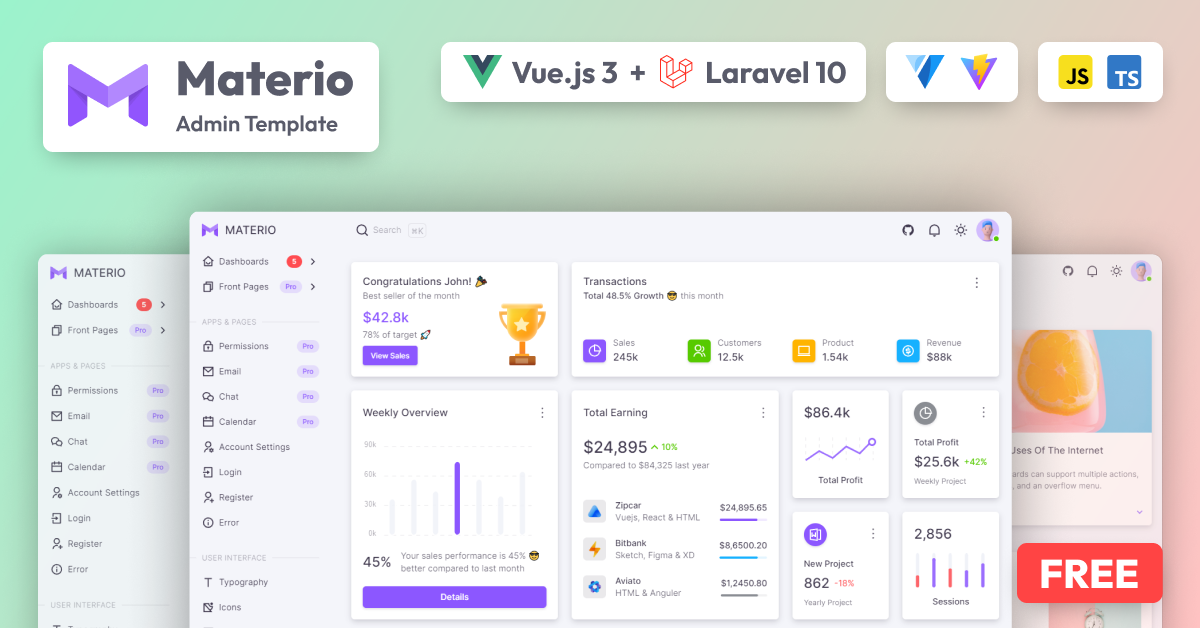 Materio
Admin Template
Vue.js 3 + Laravel 10
JS
TS
MATERIO
Dashboards 5
Front Pages Pro
APPS & PAGES
Permissions Pro
Email Pro
Chat Pro
Calendar Pro
Account Settings
Login
Register
Error
USER INTERFACE
MATERIO
Search ⌘K
Dashboards 5
Front Pages Pro
APPS & PAGES
Permissions Pro
Email Pro
Chat Pro
Calendar Pro
Account Settings
Login
Register
Error
USER INTERFACE
Typography
Icons
Congratulations John! 🎉
Best seller of the month
$42.8k
78% of target 🚀
View Sales
Transactions
Total 48.5% Growth 😎 this month
Sales
245k
Customers
12.5k
Product
1.54k
Revenue
$88k
Weekly Overview
90k
60k
30k
0k
45%
Your sales performance is 45% 😎
better compared to last month
Details
Total Earning
$24,895 10%
Compared to $84,325 last year
Zipcar
Vuejs, React & HTML
$24,895.65
Bitbank
Sketch, Figma & XD
$8,6500.20
Aviato
HTML & Anguler
$1,2450.80
$86.4k
Total Profit
Total Profit
$25.6k +42%
Weekly Project
New Project
862 -18%
Yearly Project
2,856
Sessions
Uses Of The Internet
ards can support multiple actions,
, and an overflow menu.
FREE